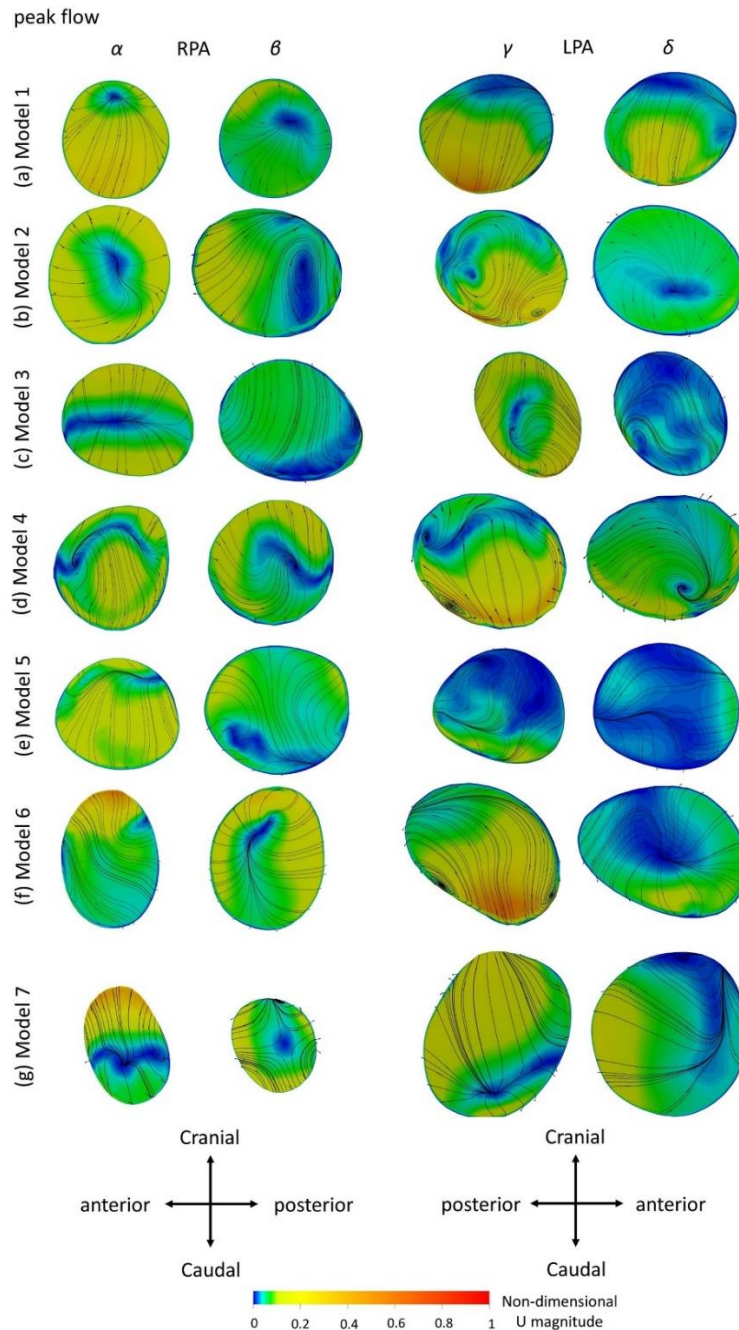 peak flow
α RPA β γ LPA δ
(a) Model 1
(b) Model 2
(c) Model 3
(d) Model 4
(e) Model 5
(f) Model 6
(g) Model 7
Cranial Cranial
anterior posterior posterior anterior
Caudal Caudal
0 0.2 0.4 0.6 0.8 1
Non-dimensional
U magnitude